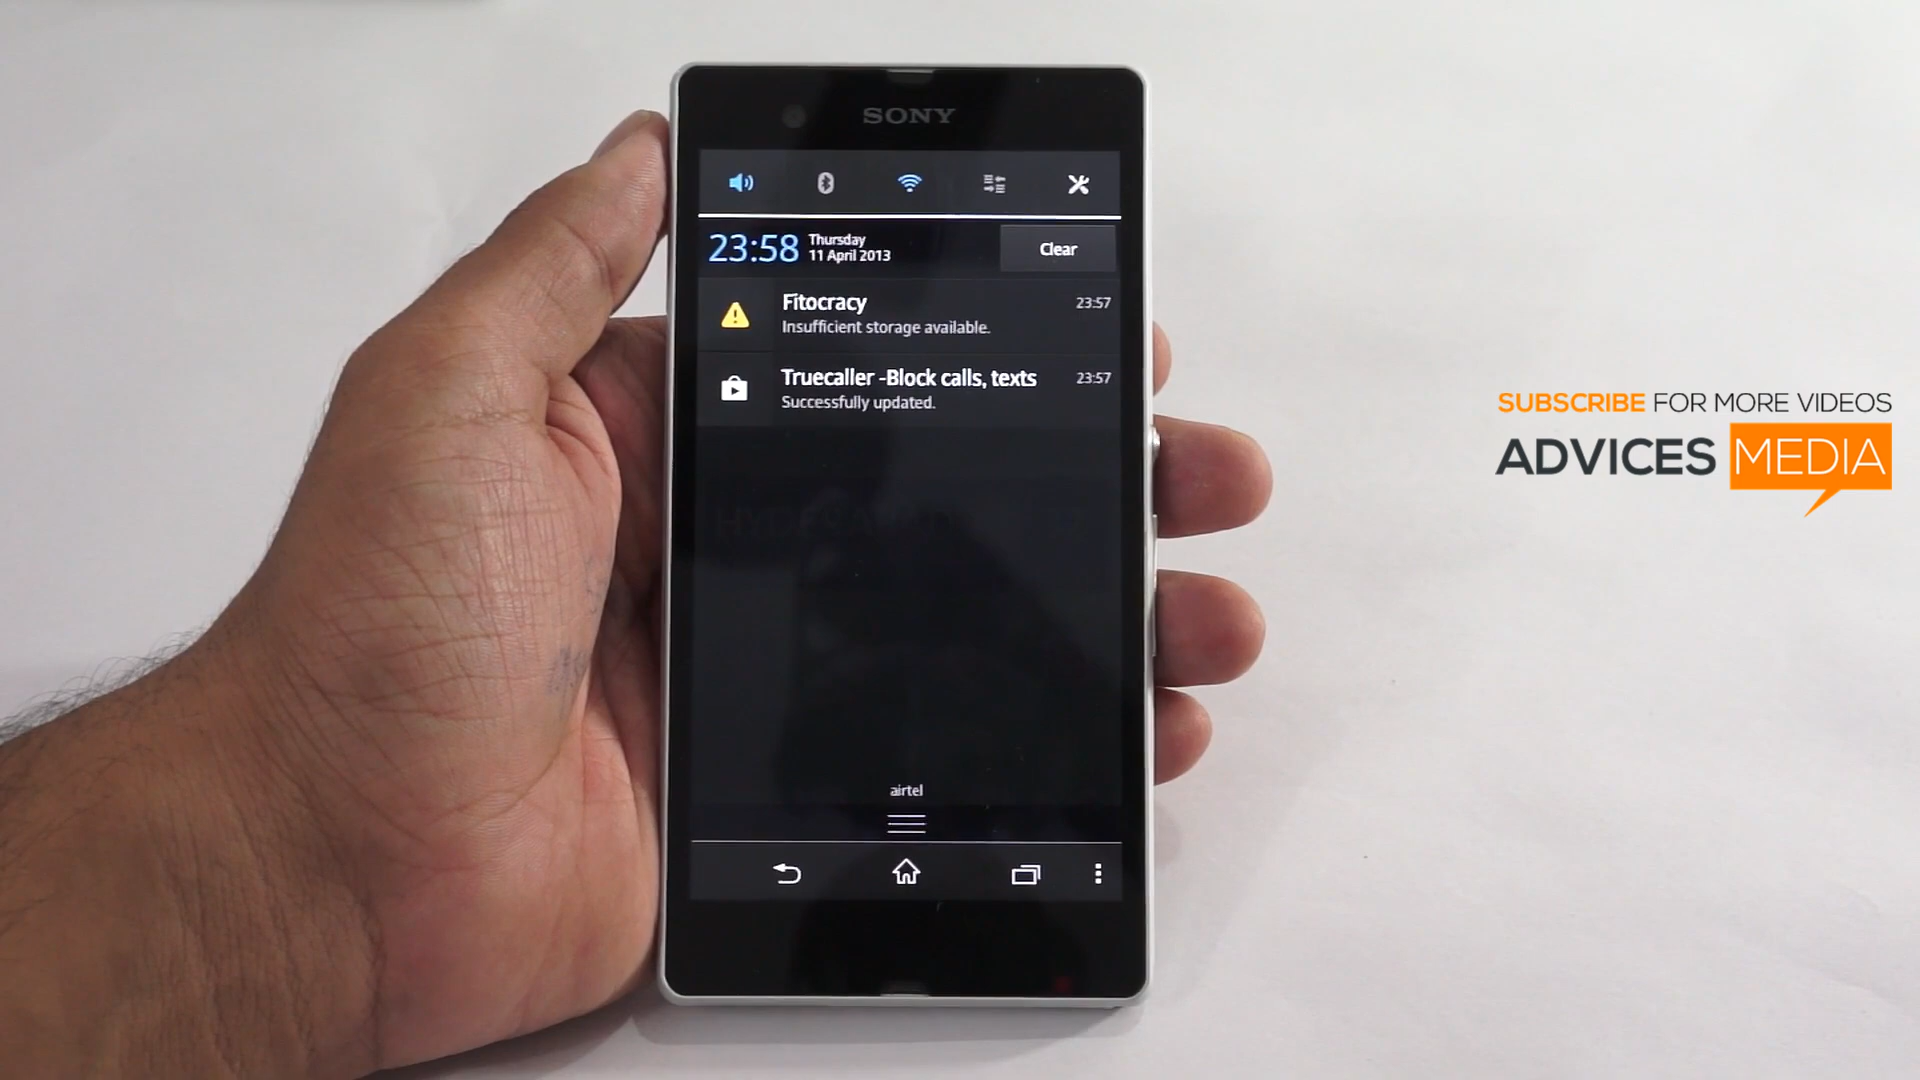 SONY
23:58
Thursday
11 April 2013
Clear
Fitocracy
23:57
Insufficient storage available.
Truecaller -Block calls, texts
23:57
Successfully updated.
airtel
SUBSCRIBE FOR MORE VIDEOS
ADVICES MEDIA